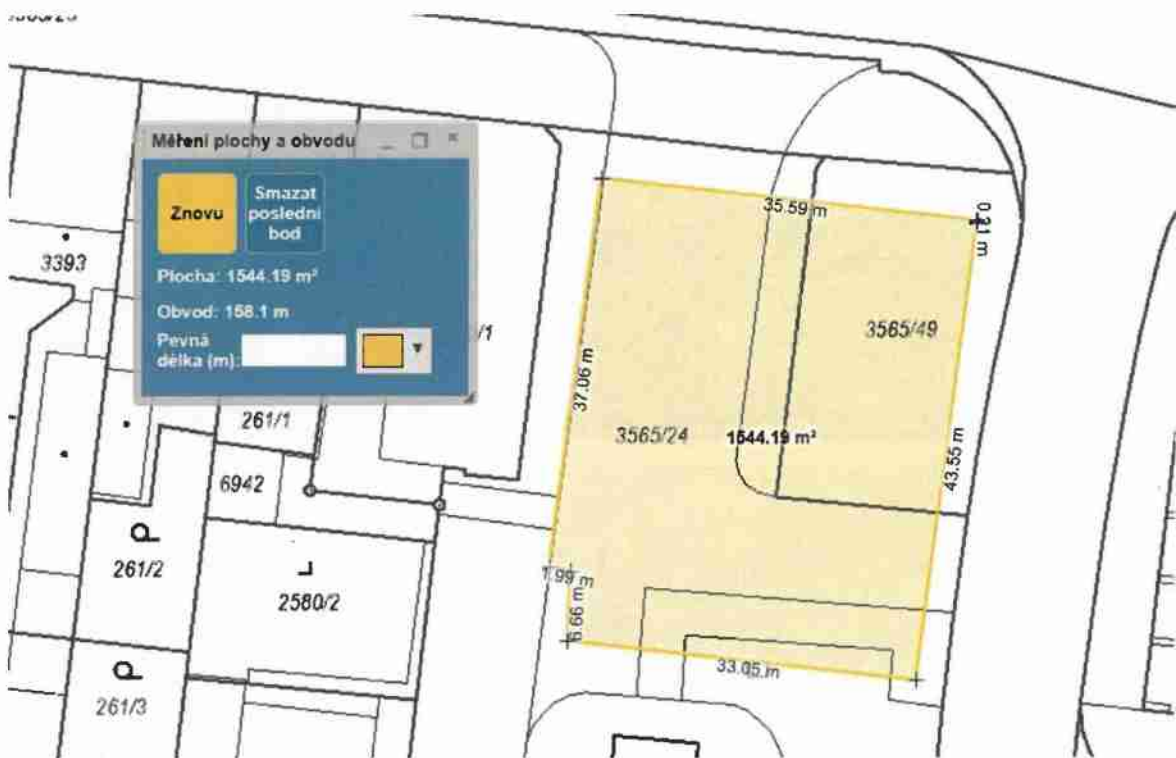 Měření plochy a obvodu
Znovu
Smazat
poslední
bod
Plocha: 1544.19 m²
Obvod: 158.1 m
Pevná
délka (m):
/1
3393
35.59 m
0.21 m
3565/49
37.06 m
3565/24
1544.19 m²
43.55 m
261/1
6942
P
261/2
L
2580/2
1.99 m
6.66 m
33.05 m
P
261/3